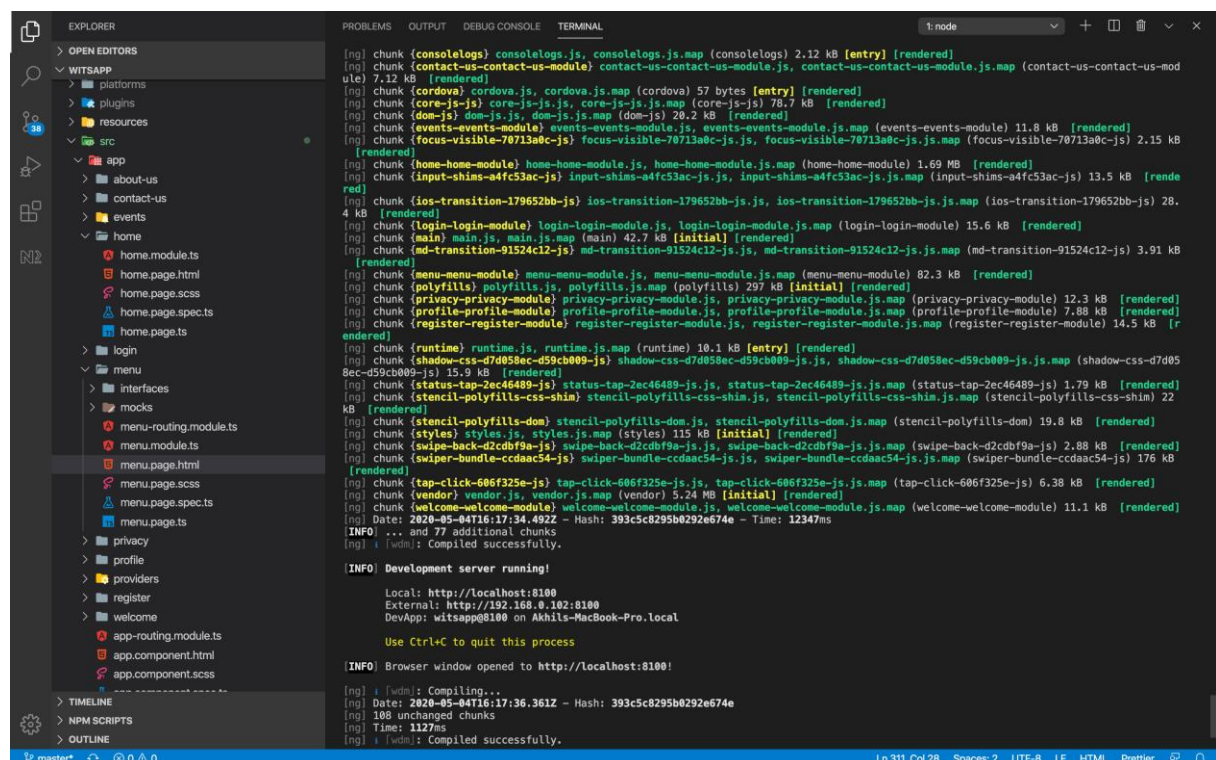 EXPLORER
PROBLEMS OUTPUT DEBUG CONSOLE TERMINAL
1: node
OPEN EDITORS
WITSAPP
platforms
plugins
resources
src
app
about-us
contact-us
events
home
home.module.ts
home.page.html
home.page.scss
home.page.spec.ts
home.page.ts
login
menu
interfaces
mocks
menu-routing.module.ts
menu.module.ts
menu.page.html
menu.page.scss
menu.page.spec.ts
menu.page.ts
privacy
profile
providers
register
welcome
app-routing.module.ts
app.component.html
app.component.scss
TIMELINE
NPM SCRIPTS
OUTLINE
38
[ng] chunk {consolelogs} consolelogs.js, consolelogs.js.map (consolelogs) 2.12 kB [entry] [rendered]
[ng] chunk {contact-us-contact-us-module} contact-us-contact-us-module.js, contact-us-contact-us-module.js.map (contact-us-contact-us-mod
ule) 7.12 kB [rendered]
[ng] chunk {cordova} cordova.js, cordova.js.map (cordova) 57 bytes [entry] [rendered]
[ng] chunk {core-js-js} core-js-js.js, core-js-js.js.map (core-js-js) 78.7 kB [rendered]
[ng] chunk {dom-js} dom-js.js, dom-js.js.map (dom-js) 20.2 kB [rendered]
[ng] chunk {events-events-module} events-events-module.js, events-events-module.js.map (events-events-module) 11.8 kB [rendered]
[ng] chunk {focus-visible-70713a0c-js} focus-visible-70713a0c-js.js, focus-visible-70713a0c-js.js.map (focus-visible-70713a0c-js) 2.15 kB
[rendered]
[ng] chunk {home-home-module} home-home-module.js, home-home-module.js.map (home-home-module) 1.69 MB [rendered]
[ng] chunk {input-shims-a4fc53ac-js} input-shims-a4fc53ac-js.js, input-shims-a4fc53ac-js.js.map (input-shims-a4fc53ac-js) 13.5 kB [rende
red]
[ng] chunk {ios-transition-179652bb-js} ios-transition-179652bb-js.js, ios-transition-179652bb-js.js.map (ios-transition-179652bb-js) 28.
4 kB [rendered]
[ng] chunk {login-login-module} login-login-module.js, login-login-module.js.map (login-login-module) 15.6 kB [rendered]
[ng] chunk {main} main.js, main.js.map (main) 42.7 kB [initial] [rendered]
[ng] chunk {md-transition-91524c12-js} md-transition-91524c12-js.js, md-transition-91524c12-js.js.map (md-transition-91524c12-js) 3.91 kB
[rendered]
[ng] chunk {menu-menu-module} menu-menu-module.js, menu-menu-module.js.map (menu-menu-module) 82.3 kB [rendered]
[ng] chunk {polyfills} polyfills.js, polyfills.js.map (polyfills) 297 kB [initial] [rendered]
[ng] chunk {privacy-privacy-module} privacy-privacy-module.js, privacy-privacy-module.js.map (privacy-privacy-module) 12.3 kB [rendered]
[ng] chunk {profile-profile-module} profile-profile-module.js, profile-profile-module.js.map (profile-profile-module) 7.88 kB [rendered]
[ng] chunk {register-register-module} register-register-module.js, register-register-module.js.map (register-register-module) 14.5 kB [r
endered]
[ng] chunk {runtime} runtime.js, runtime.js.map (runtime) 10.1 kB [entry] [rendered]
[ng] chunk {shadow-css-d7d058ec-d59cb009-js} shadow-css-d7d058ec-d59cb009-js.js, shadow-css-d7d058ec-d59cb009-js.js.map (shadow-css-d7d05
8ec-d59cb009-js) 15.9 kB [rendered]
[ng] chunk {status-tap-2ec46489-js} status-tap-2ec46489-js.js, status-tap-2ec46489-js.js.map (status-tap-2ec46489-js) 1.79 kB [rendered]
[ng] chunk {stencil-polyfills-css-shim} stencil-polyfills-css-shim.js, stencil-polyfills-css-shim.js.map (stencil-polyfills-css-shim) 22
kB [rendered]
[ng] chunk {stencil-polyfills-dom} stencil-polyfills-dom.js, stencil-polyfills-dom.js.map (stencil-polyfills-dom) 19.8 kB [rendered]
[ng] chunk {styles} styles.js, styles.js.map (styles) 115 kB [initial] [rendered]
[ng] chunk {swipe-back-d2cdbf9a-js} swipe-back-d2cdbf9a-js.js, swipe-back-d2cdbf9a-js.js.map (swipe-back-d2cdbf9a-js) 2.88 kB [rendered]
[ng] chunk {swiper-bundle-ccdaac54-js} swiper-bundle-ccdaac54-js.js, swiper-bundle-ccdaac54-js.js.map (swiper-bundle-ccdaac54-js) 176 kB
[rendered]
[ng] chunk {tap-click-606f325e-js} tap-click-606f325e-js.js, tap-click-606f325e-js.js.map (tap-click-606f325e-js) 6.38 kB [rendered]
[ng] chunk {vendor} vendor.js, vendor.js.map (vendor) 5.24 MB [initial] [rendered]
[ng] chunk {welcome-welcome-module} welcome-welcome-module.js, welcome-welcome-module.js.map (welcome-welcome-module) 11.1 kB [rendered]
[ng] Date: 2020-05-04T16:17:34.492Z - Hash: 393c5c8295b0292e674e - Time: 12347ms
[INFO] ... and 77 additional chunks
[ng] ℹ 「wdm」: Compiled successfully.
[INFO] Development server running!
Local: http://localhost:8100
External: http://192.168.0.102:8100
DevApp: witsapp@8100 on Akhils-MacBook-Pro.local
Use Ctrl+C to quit this process
[INFO] Browser window opened to http://localhost:8100!
[ng] ℹ 「wdm」: Compiling...
[ng] Date: 2020-05-04T16:17:36.361Z - Hash: 393c5c8295b0292e674e
[ng] 108 unchanged chunks
[ng] Time: 1127ms
[ng] ℹ 「wdm」: Compiled successfully.
master* 0 0
Ln 311, Col 28 Spaces: 2 UTF-8 LF HTML Prettier